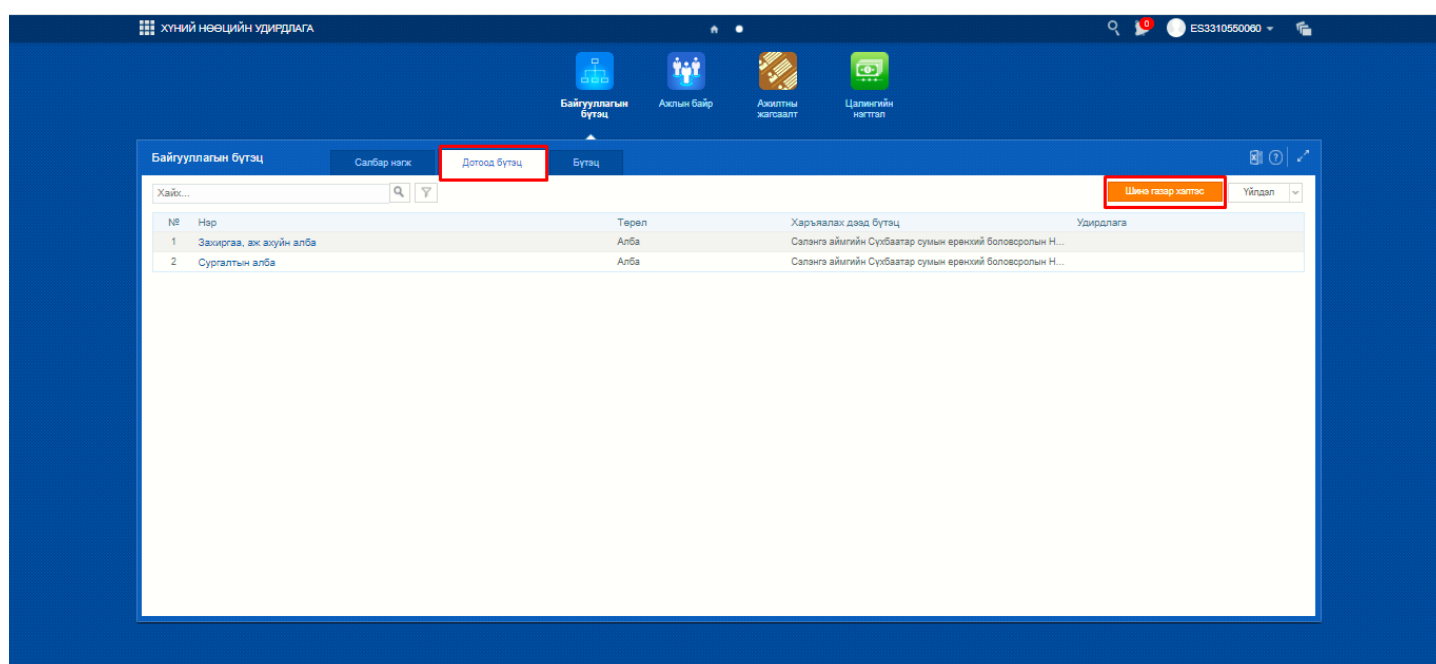 ХҮНИЙ НӨӨЦИЙН УДИРДЛАГА
0
ES3310550060
Байгууллагын бүтэц
Ажлын байр
Ажилтны жагсаалт
Цалингийн нэгтгэл
Байгууллагын бүтэц
Салбар нэгж
Дотоод бүтэц
Бүтэц
Хайх...
Шинэ газар хэлтэс
Үйлдэл
№ Нэр Төрөл Харъяалах дээд бүтэц Удирдлага
1 Захиргаа, аж ахуйн алба Алба Сэлэнгэ аймгийн Сүхбаатар сумын ерөнхий боловсролын Н...
2 Сургалтын алба Алба Сэлэнгэ аймгийн Сүхбаатар сумын ерөнхий боловсролын Н...